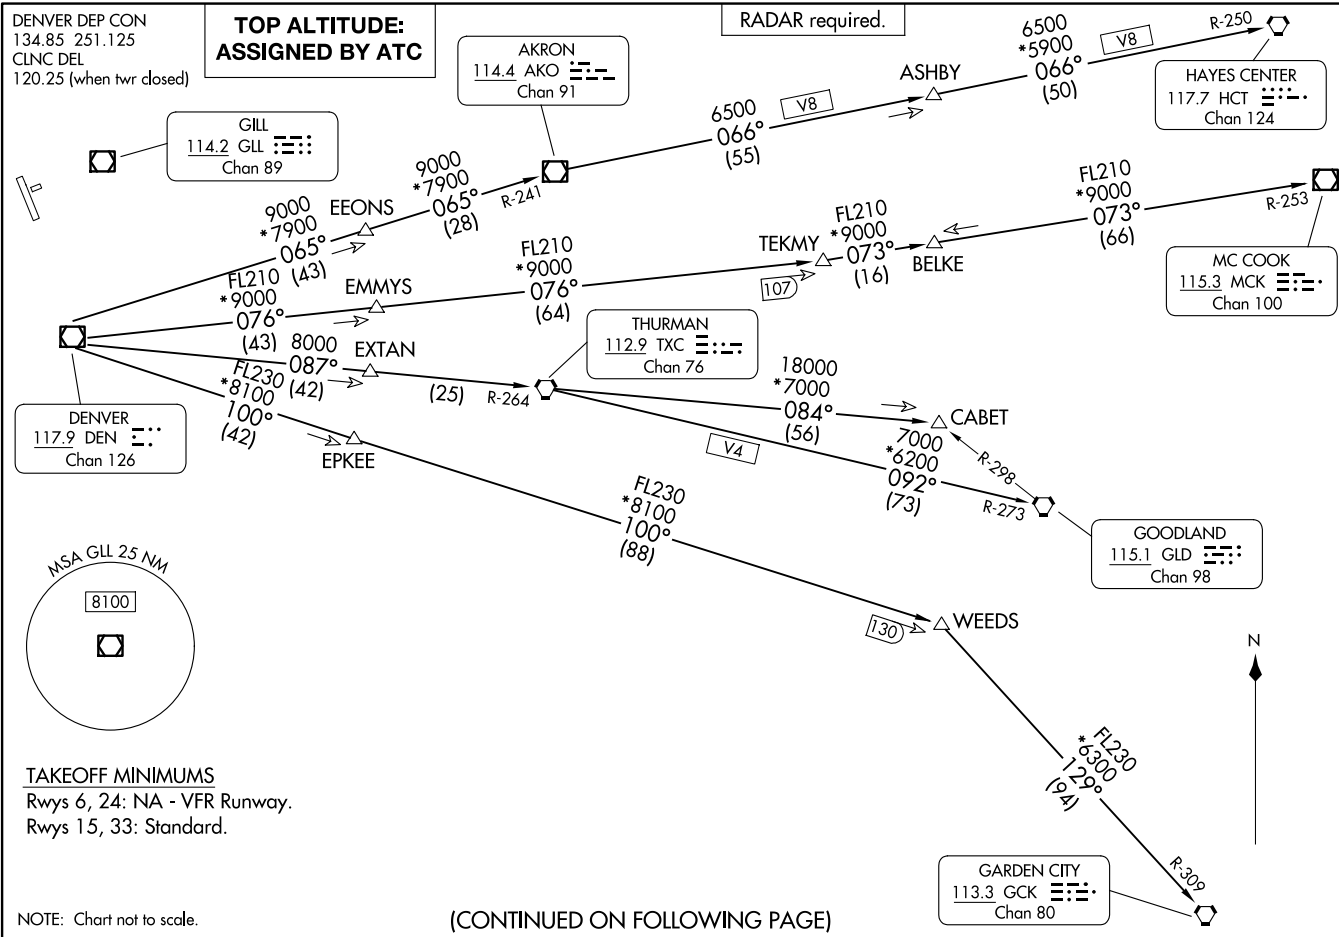 DENVER DEP CON
134.85 251.125
CLNC DEL
120.25 (when twr closed)
TOP ALTITUDE:
ASSIGNED BY ATC
RADAR required.
AKRON
114.4 AKO
Chan 91
GILL
114.2 GLL
Chan 89
HAYES CENTER
117.7 HCT
Chan 124
R-250
6500
*5900
066°
(50)
V8
ASHBY
6500
066°
(55)
V8
R-241
9000
*7900
065°
(28)
EEONS
9000
*7900
065°
(43)
MC COOK
115.3 MCK
Chan 100
R-253
FL210
*9000
073°
(66)
BELKE
FL210
*9000
073°
(16)
TEKMY
107
FL210
*9000
076°
(64)
EMMYS
FL210
*9000
076°
(43)
THURMAN
112.9 TXC
Chan 76
8000
087°
(42)
EXTAN
(25)
R-264
18000
*7000
084°
(56)
CABET
V4
7000
*6200
092°
(73)
R-298
R-273
GOODLAND
115.1 GLD
Chan 98
DENVER
117.9 DEN
Chan 126
FL230
*8100
100°
(42)
EPKEE
FL230
*8100
100°
(88)
130
WEEDS
FL230
*6300
129°
(94)
R-309
GARDEN CITY
113.3 GCK
Chan 80
N
MSA GLL 25 NM
8100
TAKEOFF MINIMUMS
Rwys 6, 24: NA - VFR Runway.
Rwys 15, 33: Standard.
NOTE: Chart not to scale.
(CONTINUED ON FOLLOWING PAGE)